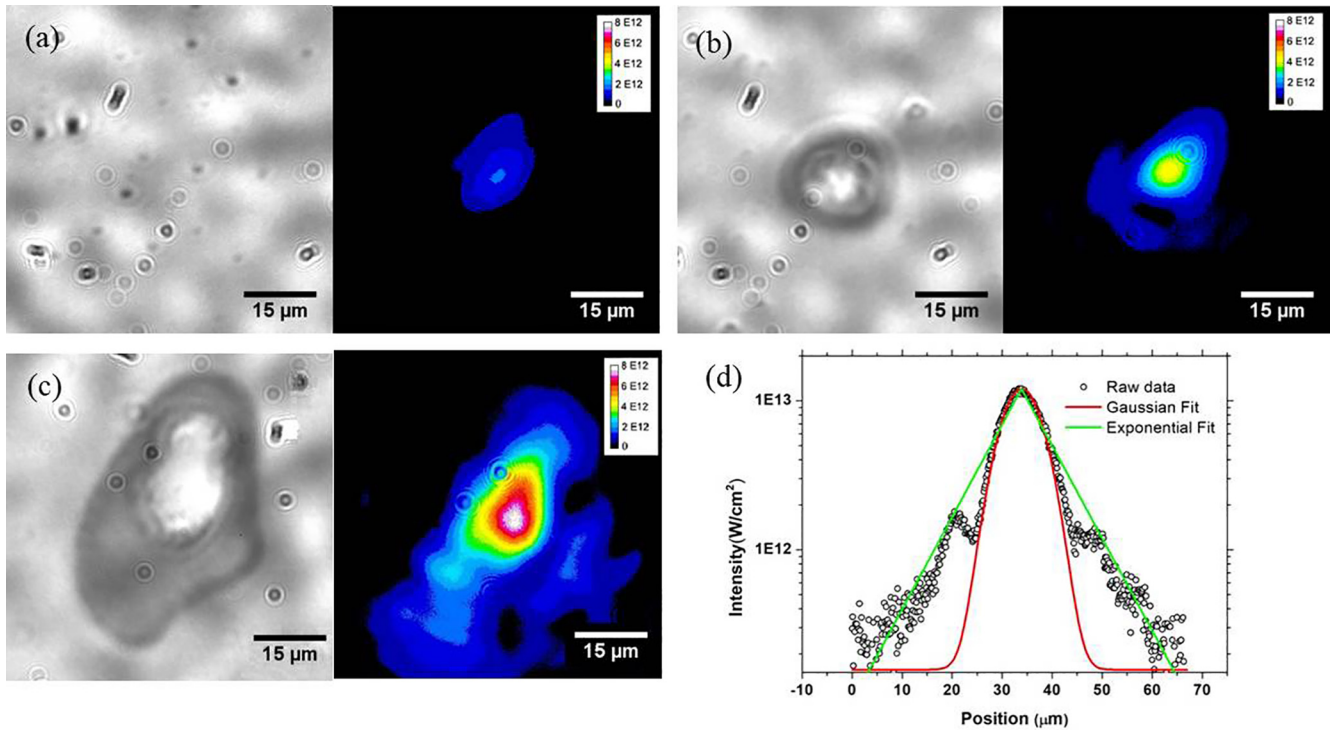 (a)
8 E12
6 E12
4 E12
2 E12
0
15 µm
15 µm
(b)
8 E12
6 E12
4 E12
2 E12
0
15 µm
15 µm
(c)
8 E12
6 E12
4 E12
2 E12
0
15 µm
15 µm
(d)
Raw data
Gaussian Fit
Exponential Fit
1E13
1E12
Intensity(W/cm²)
-10 0 10 20 30 40 50 60 70
Position (µm)